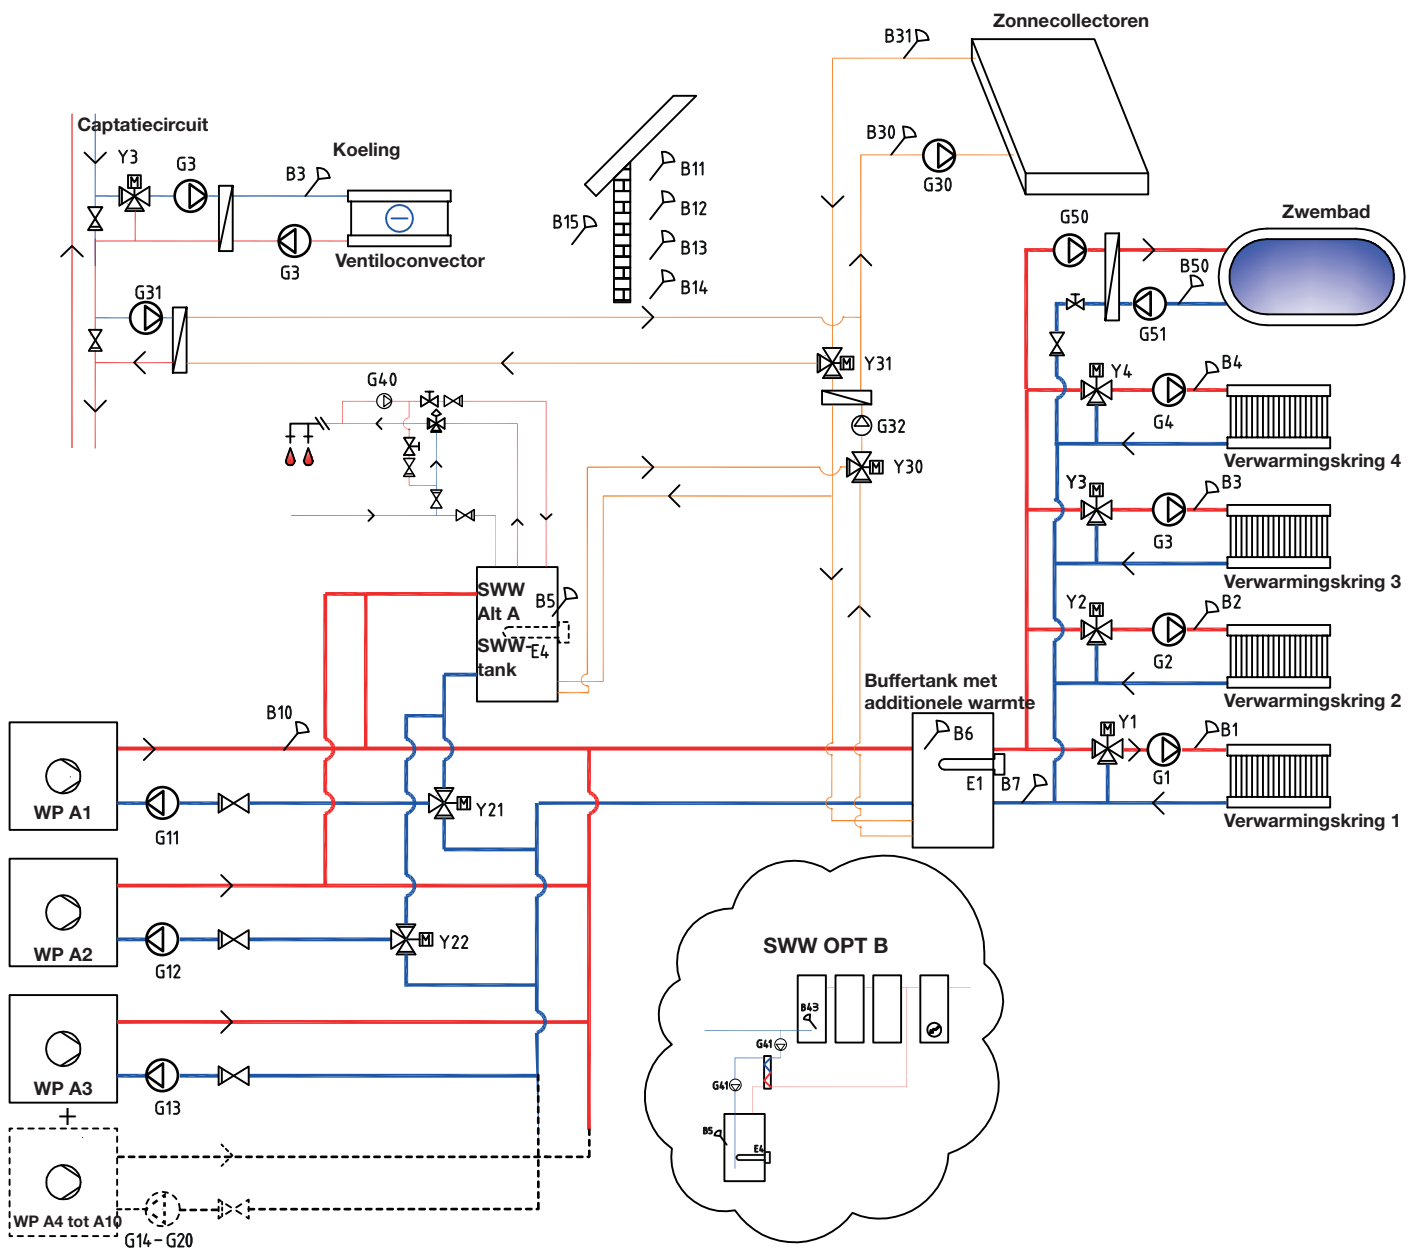 Zonnecollectoren
B31
Captatiecircuit
Y3
G3
B3
Koeling
B30
G30
B11
B12
B13
B14
B15
G50
Zwembad
G3
Ventiloconvector
B50
G51
G31
Y31
Y4
B4
G4
G40
G32
Verwarmingskring 4
Y30
Y3
B3
G3
M
Verwarmingskring 3
SWW
Alt A
B5
E4
SWW-
tank
Y2
B2
G2
Buffertank met
additionele warmte
Verwarmingskring 2
B10
B6
E1
B7
Y1
B1
G1
WP A1
G11
Y21
Verwarmingskring 1
WP A2
G12
Y22
SWW OPT B
WP A3
G13
+
B43
G41
G41
B5
E4
WP A4 tot A10
G14-G20